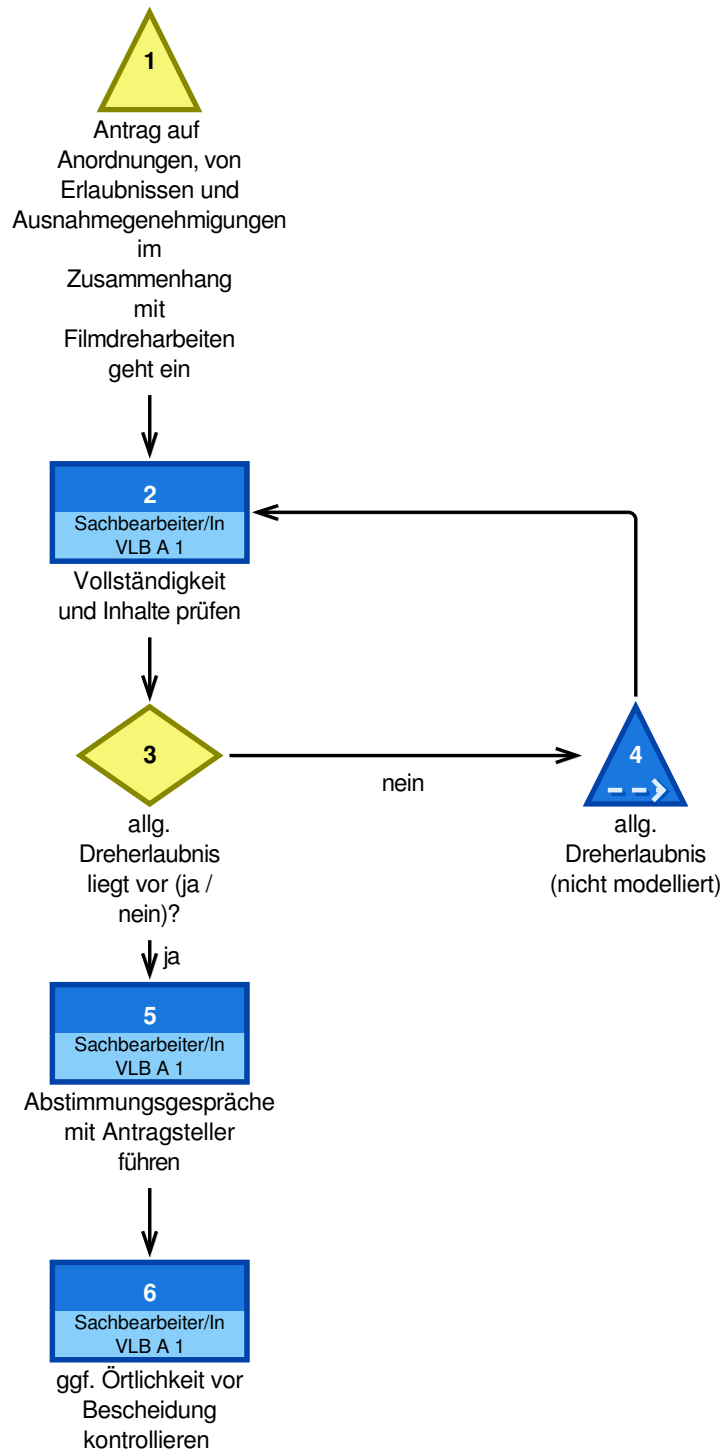 1
Antrag auf
Anordnungen, von
Erlaubnissen und
Ausnahmegenehmigungen
im
Zusammenhang
mit
Filmdreharbeiten
geht ein
2
Sachbearbeiter/In
VLB A 1
Vollständigkeit
und Inhalte prüfen
3
nein
4
allg.
Dreherlaubnis
liegt vor (ja /
nein)?
allg.
Dreherlaubnis
(nicht modelliert)
ja
5
Sachbearbeiter/In
VLB A 1
Abstimmungsgespräche
mit Antragsteller
führen
6
Sachbearbeiter/In
VLB A 1
ggf. Örtlichkeit vor
Bescheidung
kontrollieren